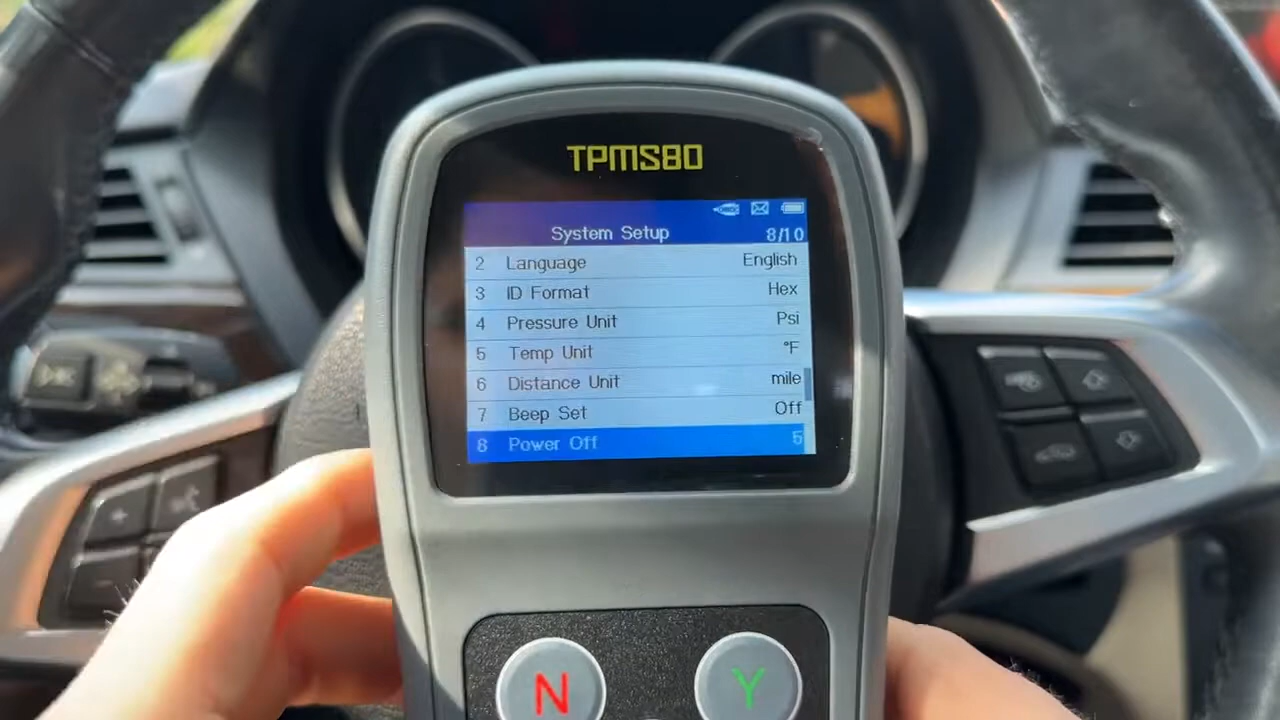 TPMS80
System Setup 8/10
2 Language English
3 ID Format Hex
4 Pressure Unit Psi
5 Temp Unit °F
6 Distance Unit mile
7 Beep Set Off
8 Power Off 5
N Y